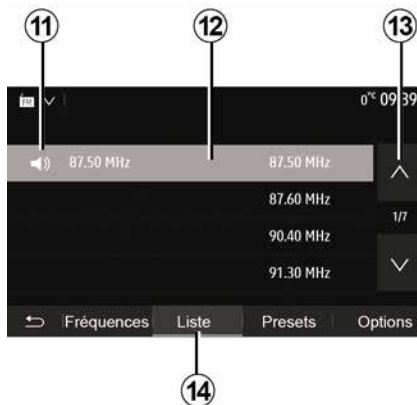 11 12 13
FM 0°C 09:39
87.50 MHz 87.50 MHz
87.60 MHz
1/7
90.40 MHz
91.30 MHz
Fréquences Liste Presets Options
14